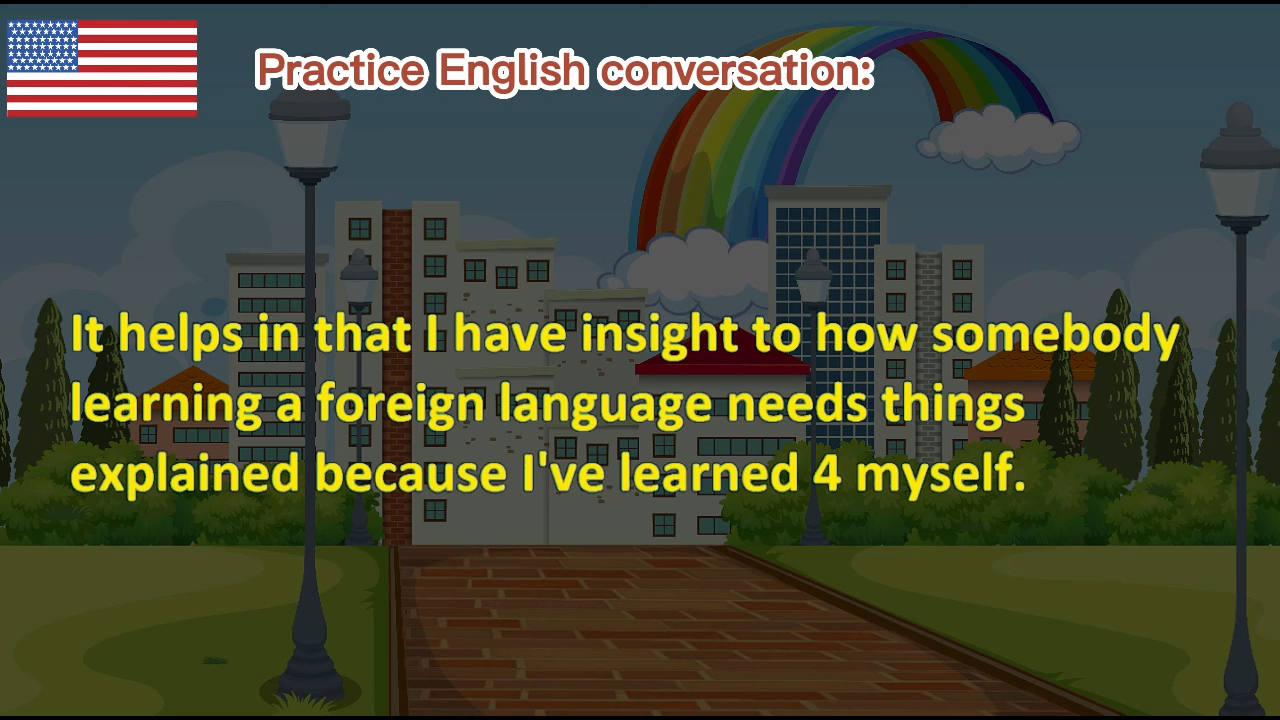 Practice English conversation:
It helps in that I have insight to how somebody
learning a foreign language needs things
explained because I've learned 4 myself.